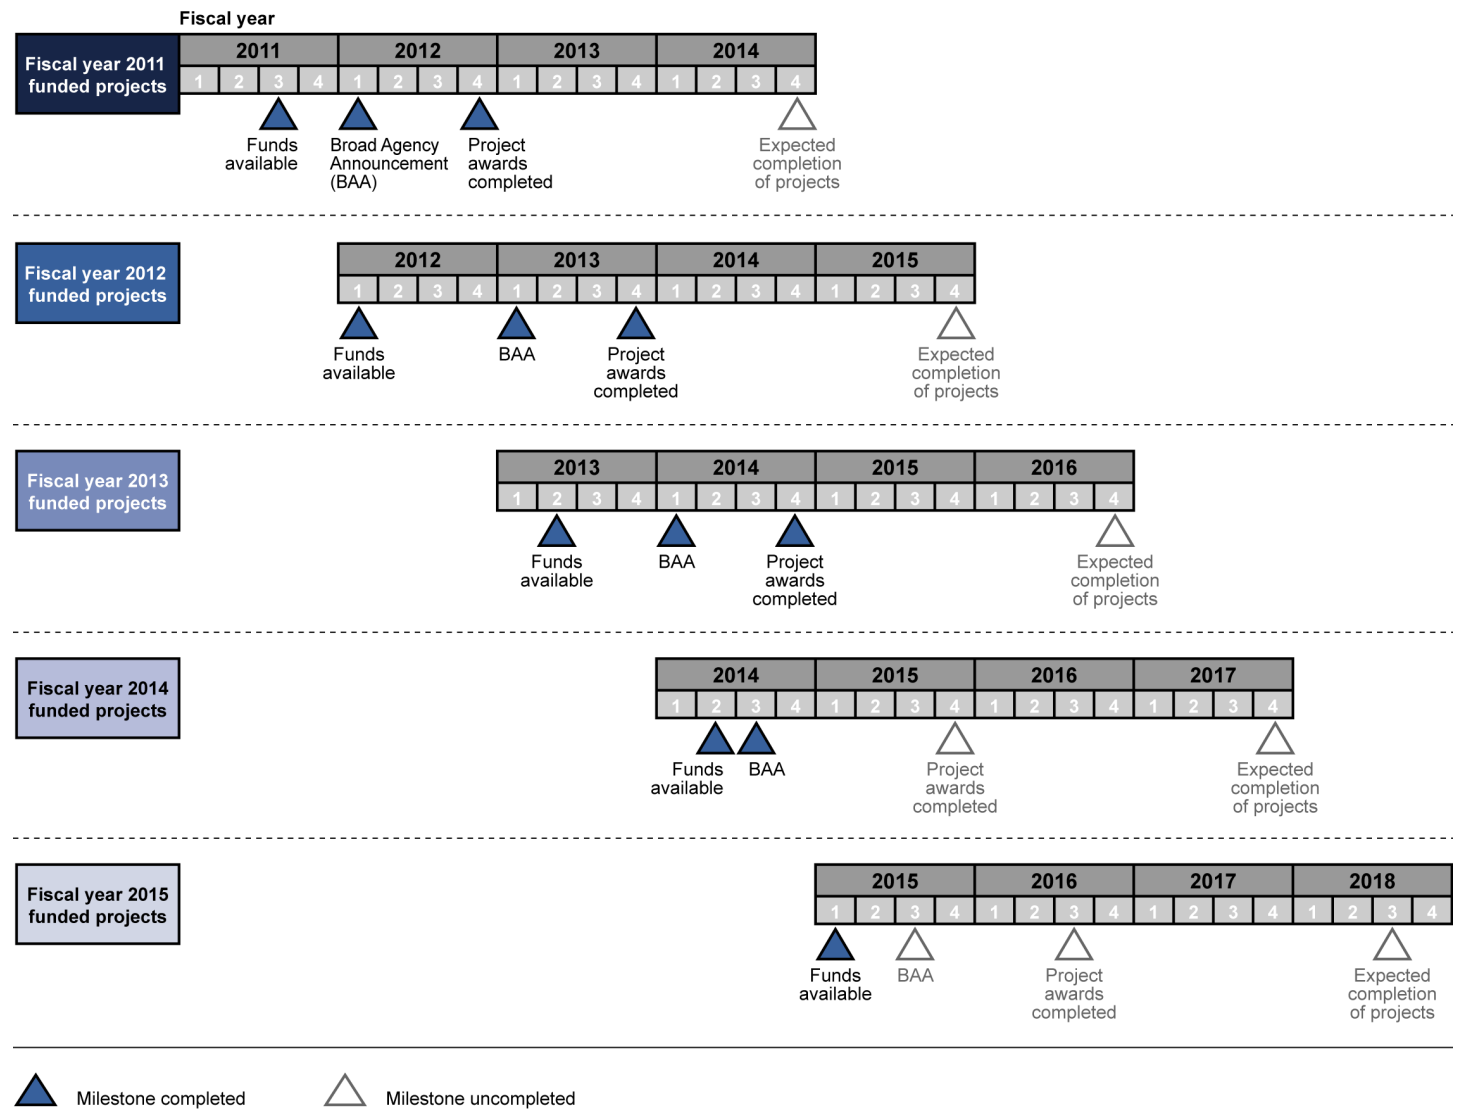 Fiscal year
Fiscal year 2011
funded projects
2011 2012 2013 2014
1 2 3 4 1 2 3 4 1 2 3 4 1 2 3 4
Funds
available
Broad Agency
Announcement
(BAA)
Project
awards
completed
Expected
completion
of projects
Fiscal year 2012
funded projects
2012 2013 2014 2015
1 2 3 4 1 2 3 4 1 2 3 4 1 2 3 4
Funds
available
BAA
Project
awards
completed
Expected
completion
of projects
Fiscal year 2013
funded projects
2013 2014 2015 2016
1 2 3 4 1 2 3 4 1 2 3 4 1 2 3 4
Funds
available
BAA
Project
awards
completed
Expected
completion
of projects
Fiscal year 2014
funded projects
2014 2015 2016 2017
1 2 3 4 1 2 3 4 1 2 3 4 1 2 3 4
Funds
available
BAA
Project
awards
completed
Expected
completion
of projects
Fiscal year 2015
funded projects
2015 2016 2017 2018
1 2 3 4 1 2 3 4 1 2 3 4 1 2 3 4
Funds
available
BAA
Project
awards
completed
Expected
completion
of projects
Milestone completed
Milestone uncompleted